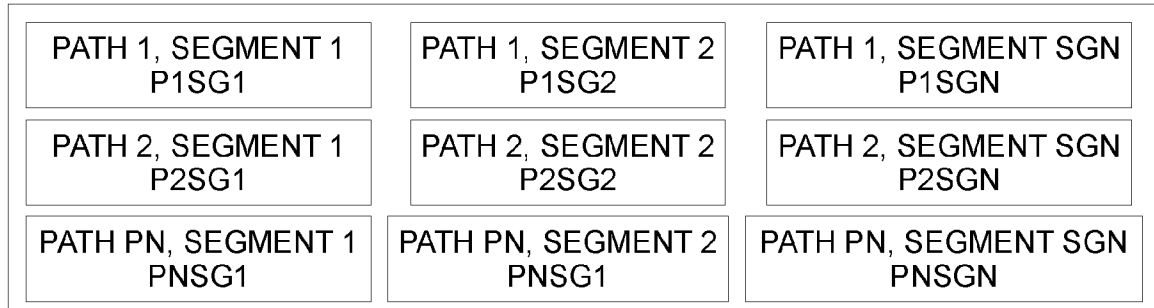 PATH 1, SEGMENT 1
P1SG1
PATH 1, SEGMENT 2
P1SG2
PATH 1, SEGMENT SGN
P1SGN
PATH 2, SEGMENT 1
P2SG1
PATH 2, SEGMENT 2
P2SG2
PATH 2, SEGMENT SGN
P2SGN
PATH PN, SEGMENT 1
PNSG1
PATH PN, SEGMENT 2
PNSG1
PATH PN, SEGMENT SGN
PNSGN